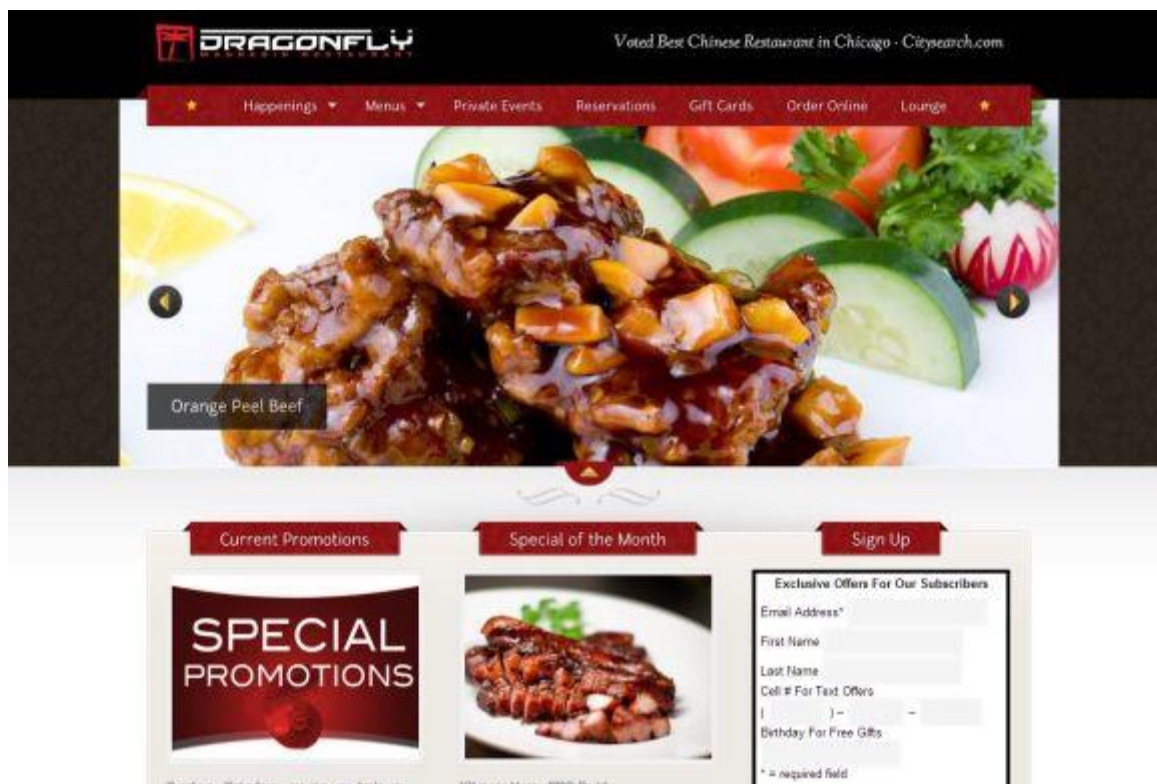 DRAGONFLY
MANDARIN RESTAURANT
Voted Best Chinese Restaurant in Chicago - Citysearch.com
Happenings Menus Private Events Reservations Gift Cards Order Online Lounge
Orange Peel Beef
Current Promotions
SPECIAL
PROMOTIONS
Special of the Month
Sign Up
Exclusive Offers For Our Subscribers
Email Address*
First Name
Last Name
Cell # For Text Offers
( ) – –
Birthday For Free Gifts
* = required field